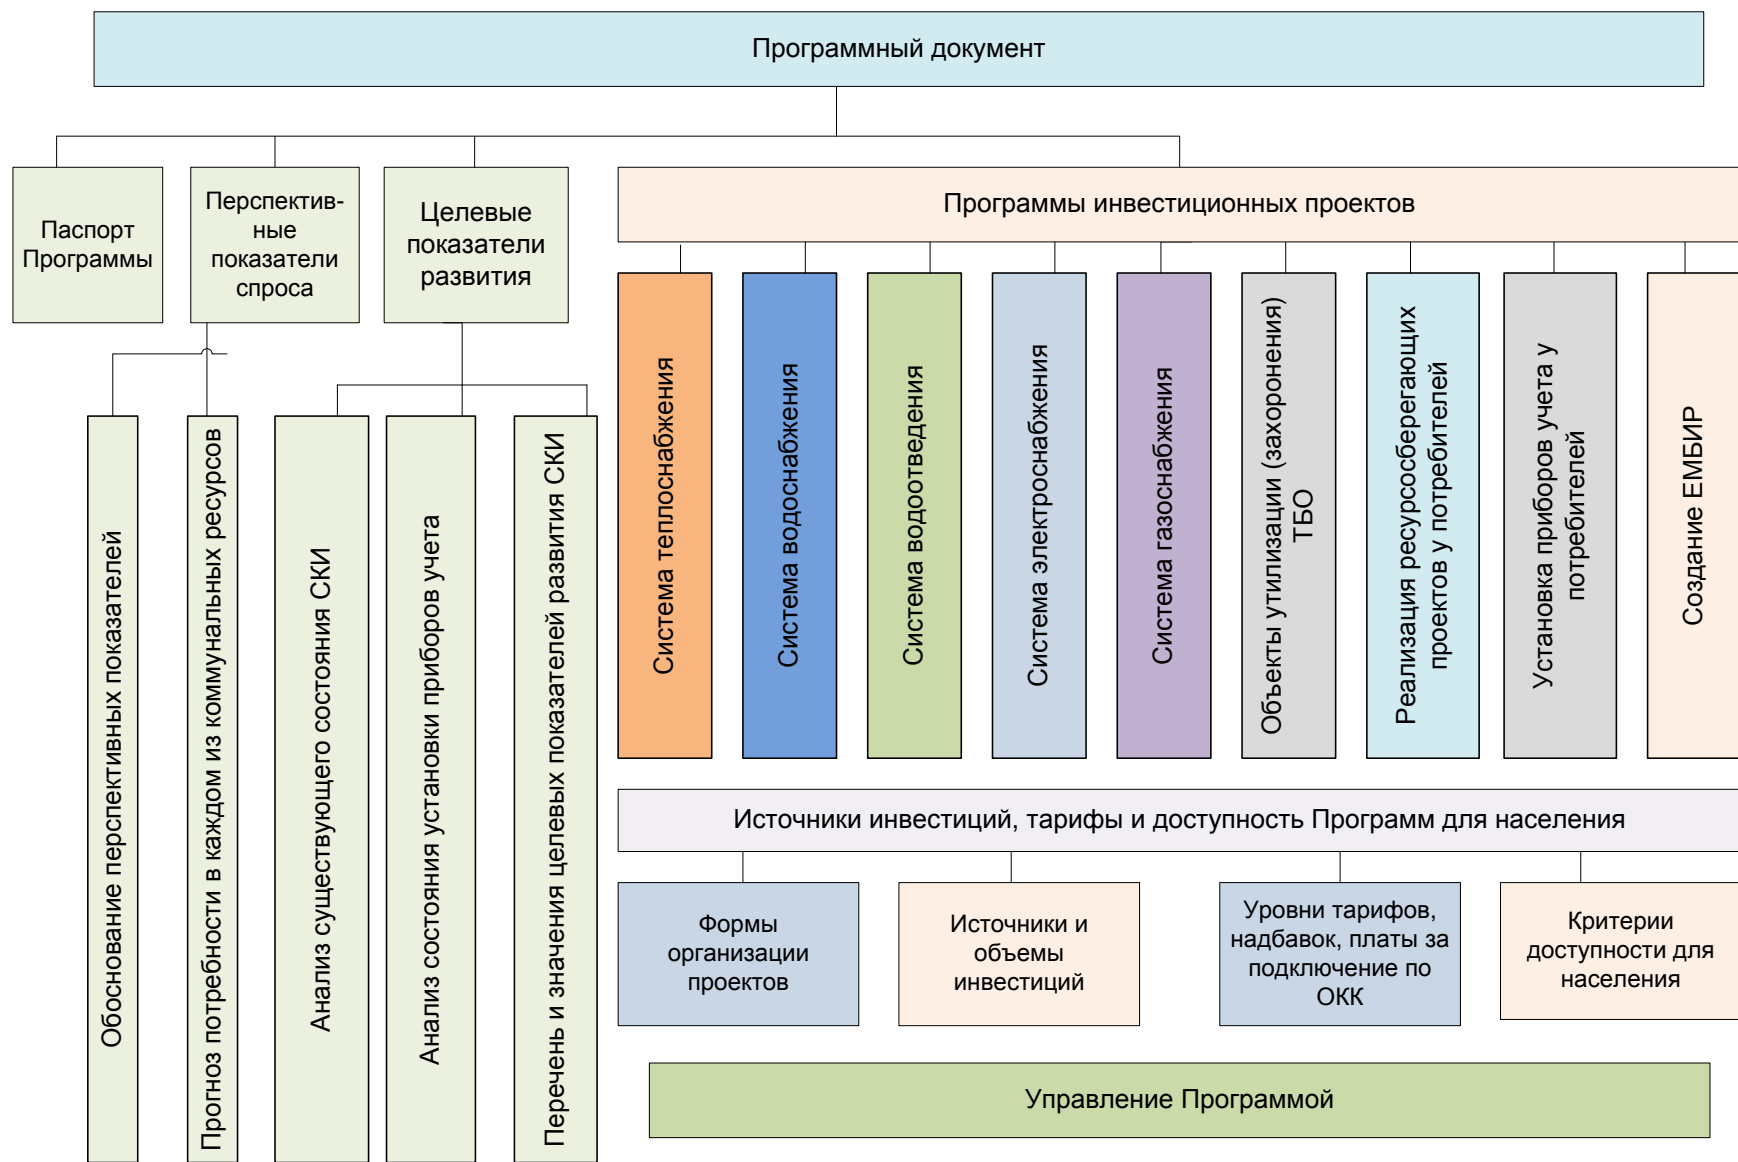 Программный документ
Паспорт
Программы
Перспектив-
ные
показатели
спроса
Целевые
показатели
развития
Программы инвестиционных проектов
Обоснование перспективных показателей
Прогноз потребности в каждом из коммунальных ресурсов
Анализ существующего состояния СКИ
Анализ состояния установки приборов учета
Перечень и значения целевых показателей развития СКИ
Система теплоснабжения
Система водоснабжения
Система водоотведения
Система электроснабжения
Система газоснабжения
Объекты утилизации (захоронения)
ТБО
Реализация ресурсосберегающих
проектов у потребителей
Установка приборов учета у
потребителей
Создание ЕМБИР
Источники инвестиций, тарифы и доступность Программ для населения
Формы
организации
проектов
Источники и
объемы
инвестиций
Уровни тарифов,
надбавок, платы за
подключение по
ОКК
Критерии
доступности для
населения
Управление Программой